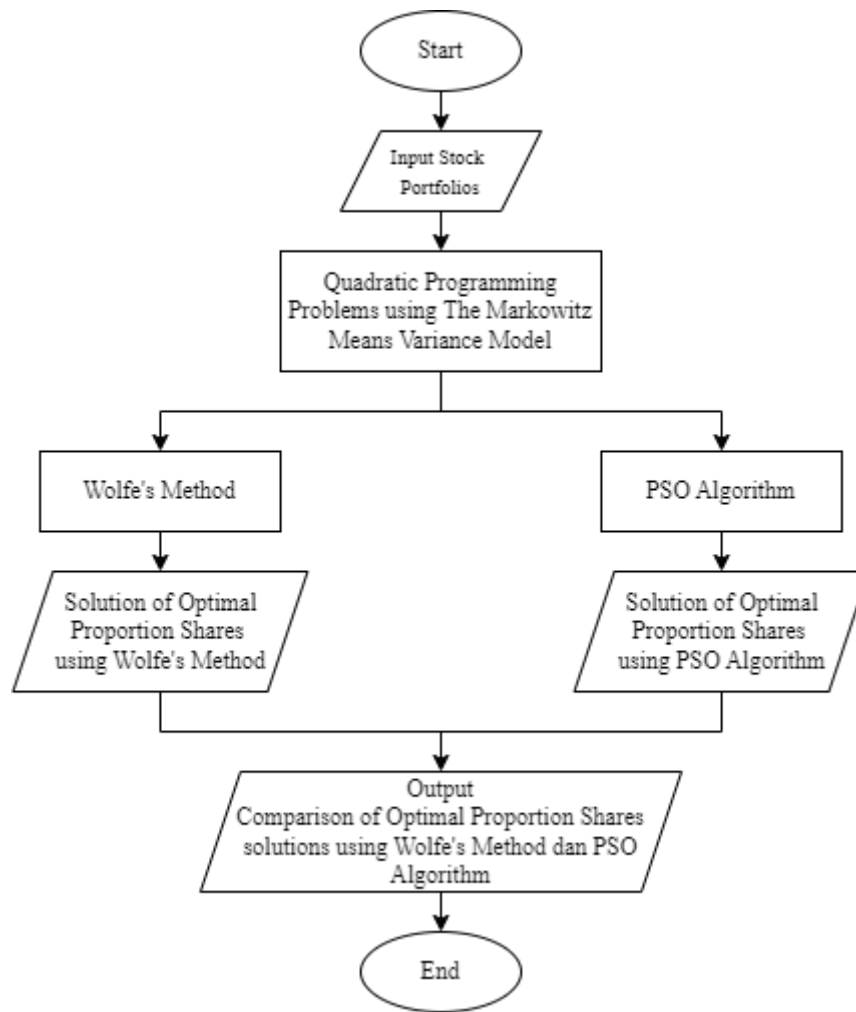 Start
Input Stock
Portfolios
Quadratic Programming
Problems using The Markowitz
Means Variance Model
Wolfe's Method
PSO Algorithm
Solution of Optimal
Proportion Shares
using Wolfe's Method
Solution of Optimal
Proportion Shares
using PSO Algorithm
Output
Comparison of Optimal Proportion Shares
solutions using Wolfe's Method dan PSO
Algorithm
End